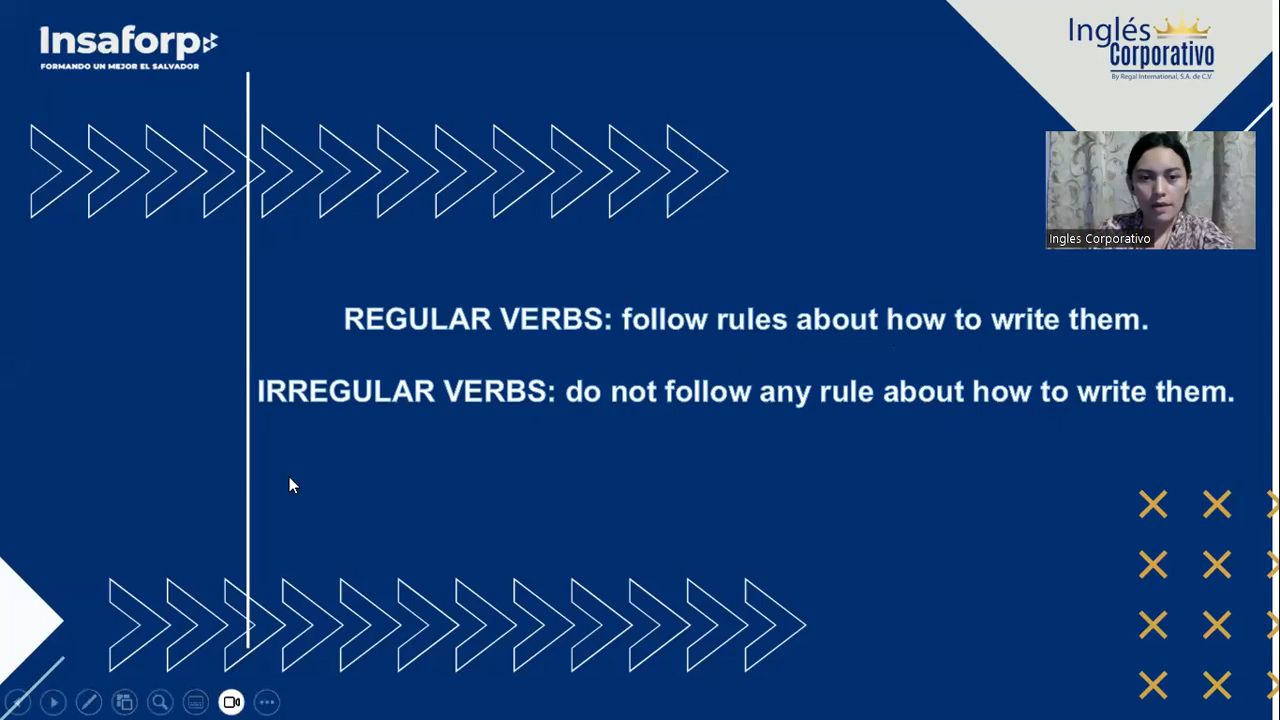 Insaforp
FORMANDO UN MEJOR EL SALVADOR
Inglés
Corporativo
By Regal International, S.A. de C.V.
Ingles Corporativo
REGULAR VERBS: follow rules about how to write them.
IRREGULAR VERBS: do not follow any rule about how to write them.